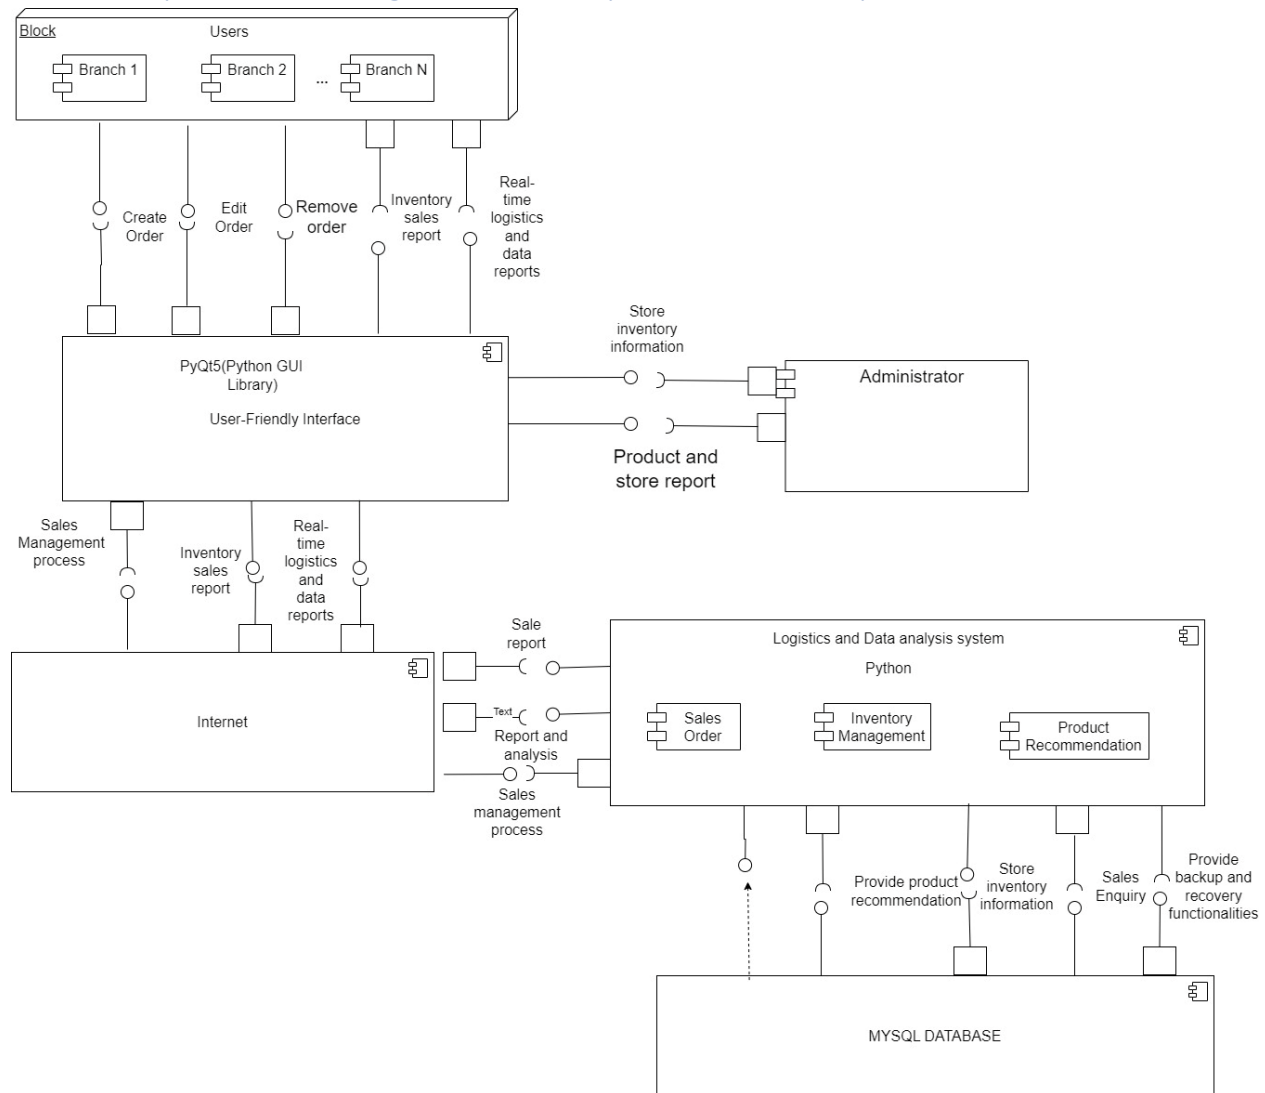 Block
Users
Branch 1
Branch 2
...
Branch N
Create
Order
Edit
Order
Remove
order
Inventory
sales
report
Real-
time
logistics
and
data
reports
PyQt5(Python GUI
Library)
User-Friendly Interface
Store
inventory
information
Product and
store report
Administrator
Sales
Management
process
Inventory
sales
report
Real-
time
logistics
and
data
reports
Internet
Sale
report
Text
Report and
analysis
Sales
management
process
Logistics and Data analysis system
Python
Sales
Order
Inventory
Management
Product
Recommendation
Provide product
recommendation
Store
inventory
information
Sales
Enquiry
Provide
backup and
recovery
functionalities
MYSQL DATABASE